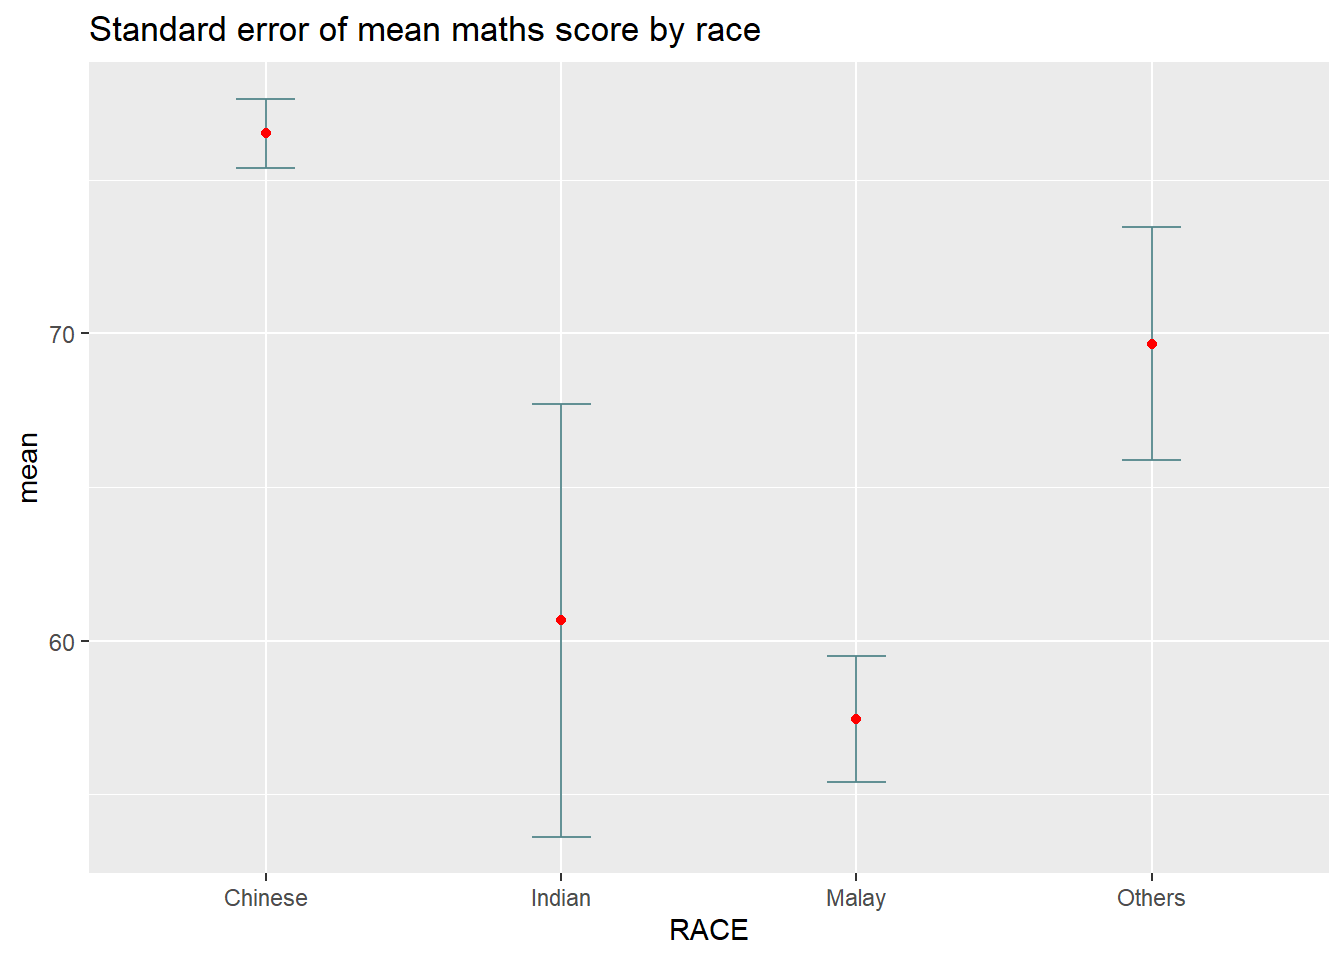 Standard error of mean maths score by race
mean
70
60
Chinese Indian Malay Others
RACE